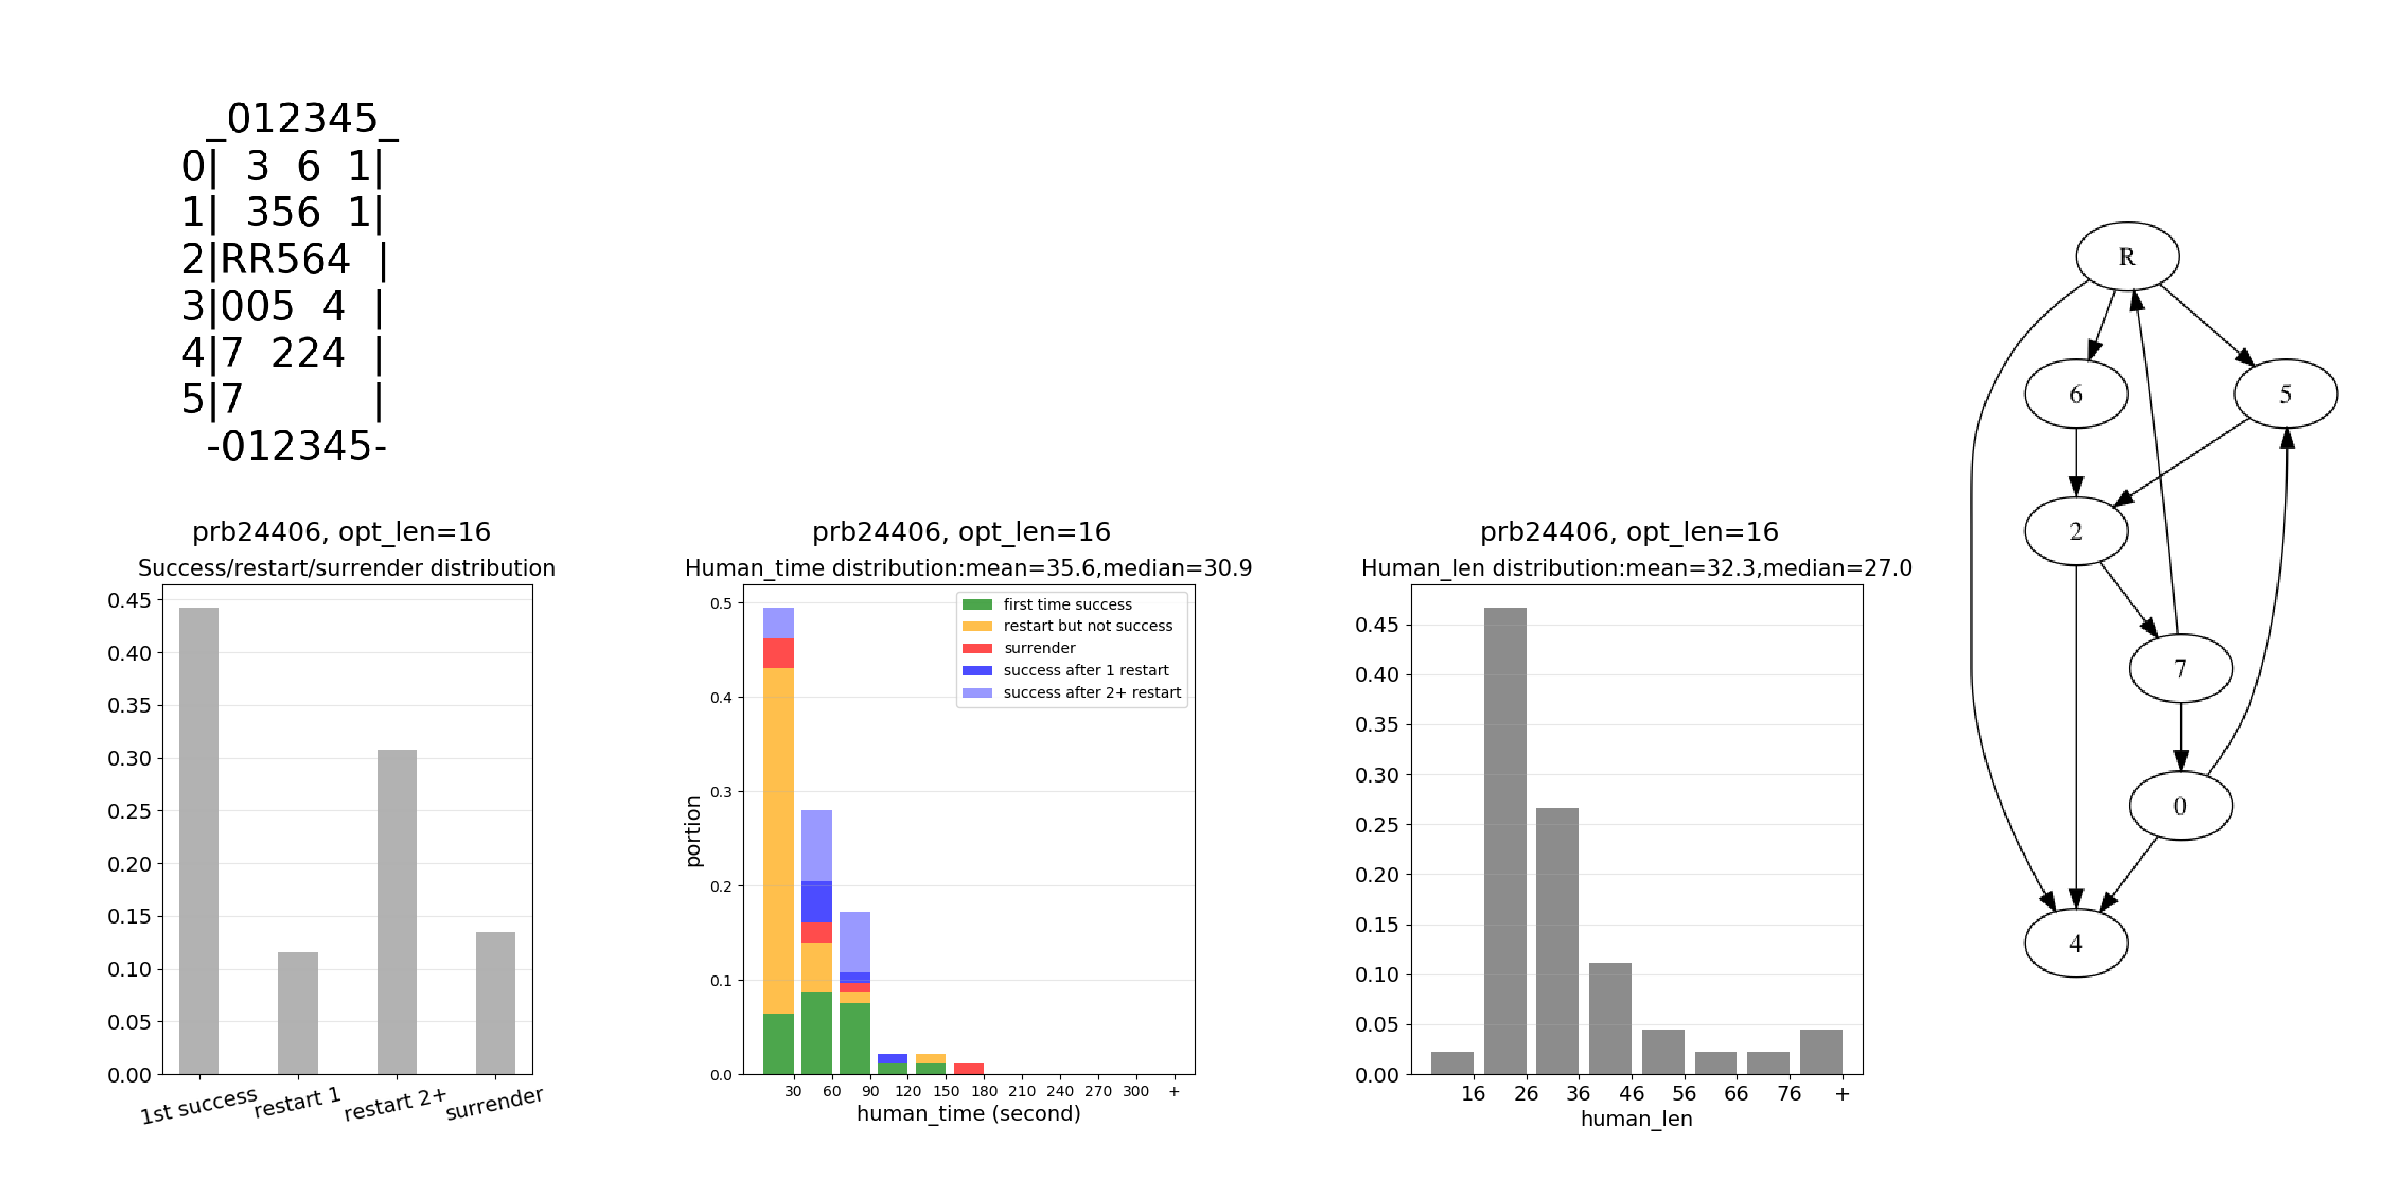 _012345_
0| 3  6  1|
1| 356  1|
2|RR564  |
3|005  4  |
4|7  224  |
5|7          |
-012345-
prb24406, opt_len=16
Success/restart/surrender distribution
0.45
0.40
0.35
0.30
0.25
0.20
0.15
0.10
0.05
0.00
1st success restart 1 restart 2+ surrender
prb24406, opt_len=16
Human_time distribution:mean=35.6,median=30.9
first time success
restart but not success
surrender
success after 1 restart
success after 2+ restart
portion
0.5
0.4
0.3
0.2
0.1
0.0
30 60 90 120 150 180 210 240 270 300 +
human_time (second)
prb24406, opt_len=16
Human_len distribution:mean=32.3,median=27.0
0.45
0.40
0.35
0.30
0.25
0.20
0.15
0.10
0.05
0.00
16 26 36 46 56 66 76 +
human_len
R
6 5
2
7
0
4